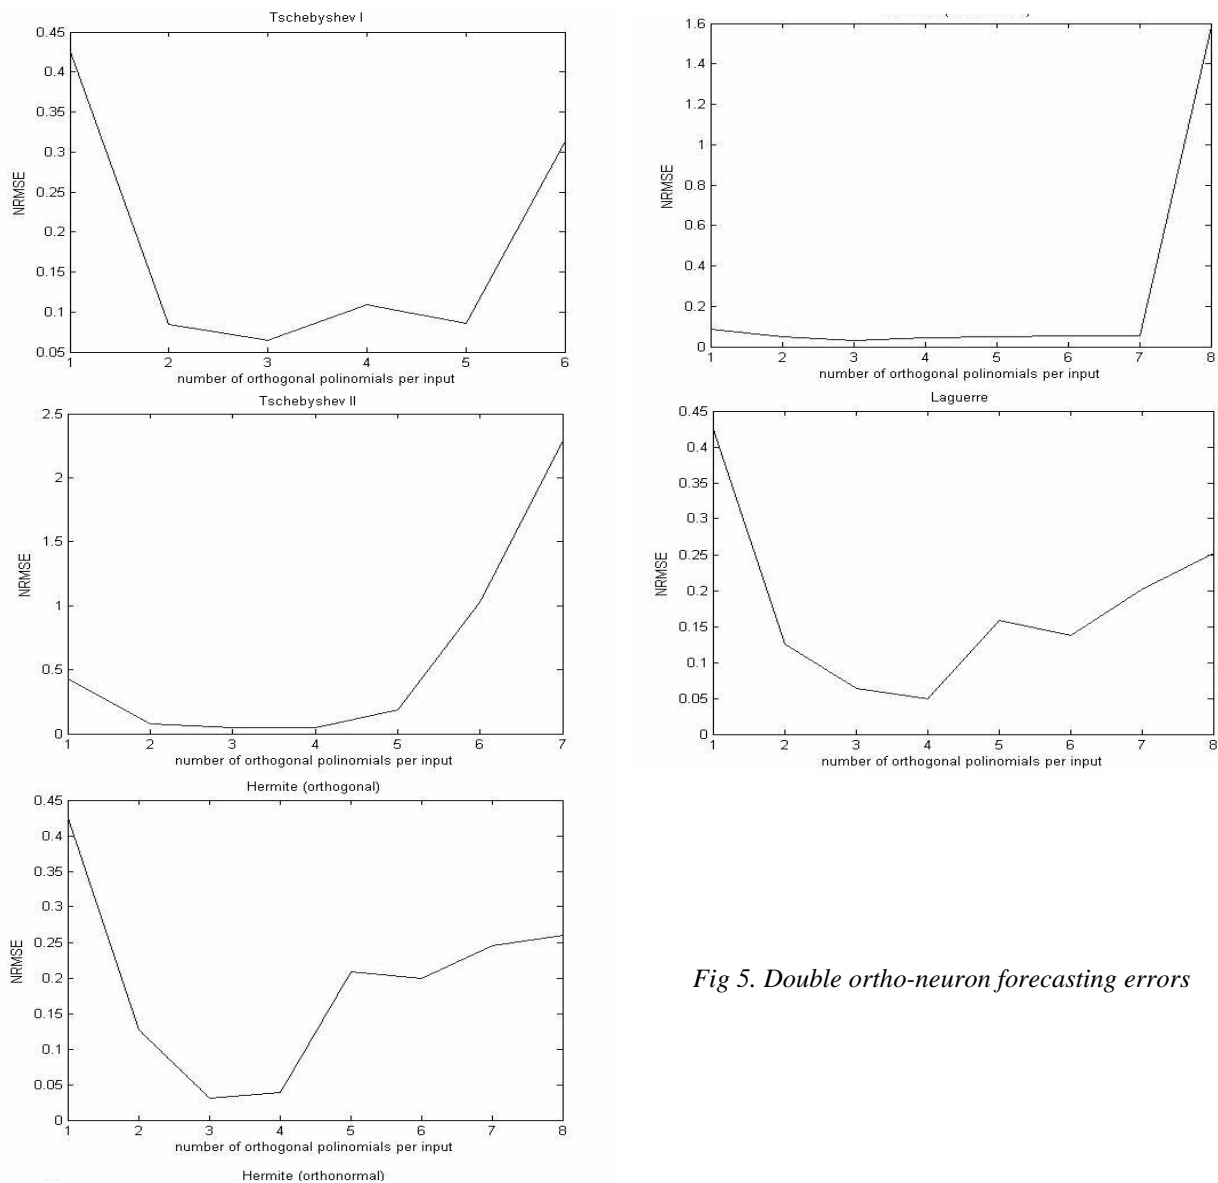 Tschebyshev I
0.45
0.4
0.35
0.3
0.25
0.2
0.15
0.1
0.05
NRMSE
1 2 3 4 5 6
number of orthogonal polinomials per input
Tschebyshev II
2.5
2
1.5
1
0.5
0
NRMSE
1 2 3 4 5 6 7
number of orthogonal polinomials per input
Hermite (orthogonal)
0.45
0.4
0.35
0.3
0.25
0.2
0.15
0.1
0.05
0
NRMSE
1 2 3 4 5 6 7 8
number of orthogonal polinomials per input
Hermite (orthonormal)
1.6
1.4
1.2
1
0.8
0.6
0.4
0.2
0
NRMSE
1 2 3 4 5 6 7 8
number of orthogonal polinomials per input
Laguerre
0.45
0.4
0.35
0.3
0.25
0.2
0.15
0.1
0.05
0
NRMSE
1 2 3 4 5 6 7 8
number of orthogonal polinomials per input
Fig 5. Double ortho-neuron forecasting errors